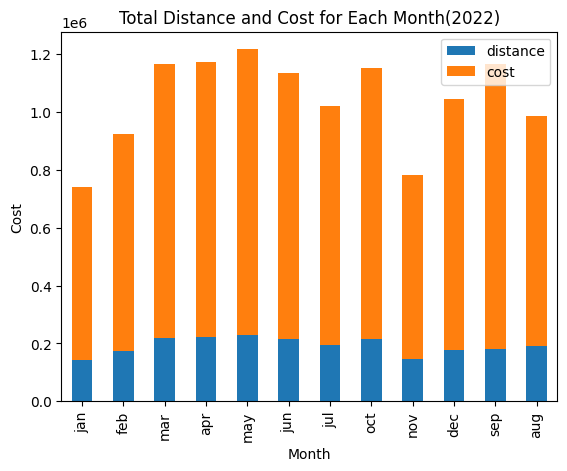 Total Distance and Cost for Each Month(2022)
1e6
distance
cost
1.2
1.0
0.8
0.6
0.4
0.2
0.0
Cost
jan
feb
mar
apr
may
jun
jul
oct
nov
dec
sep
aug
Month